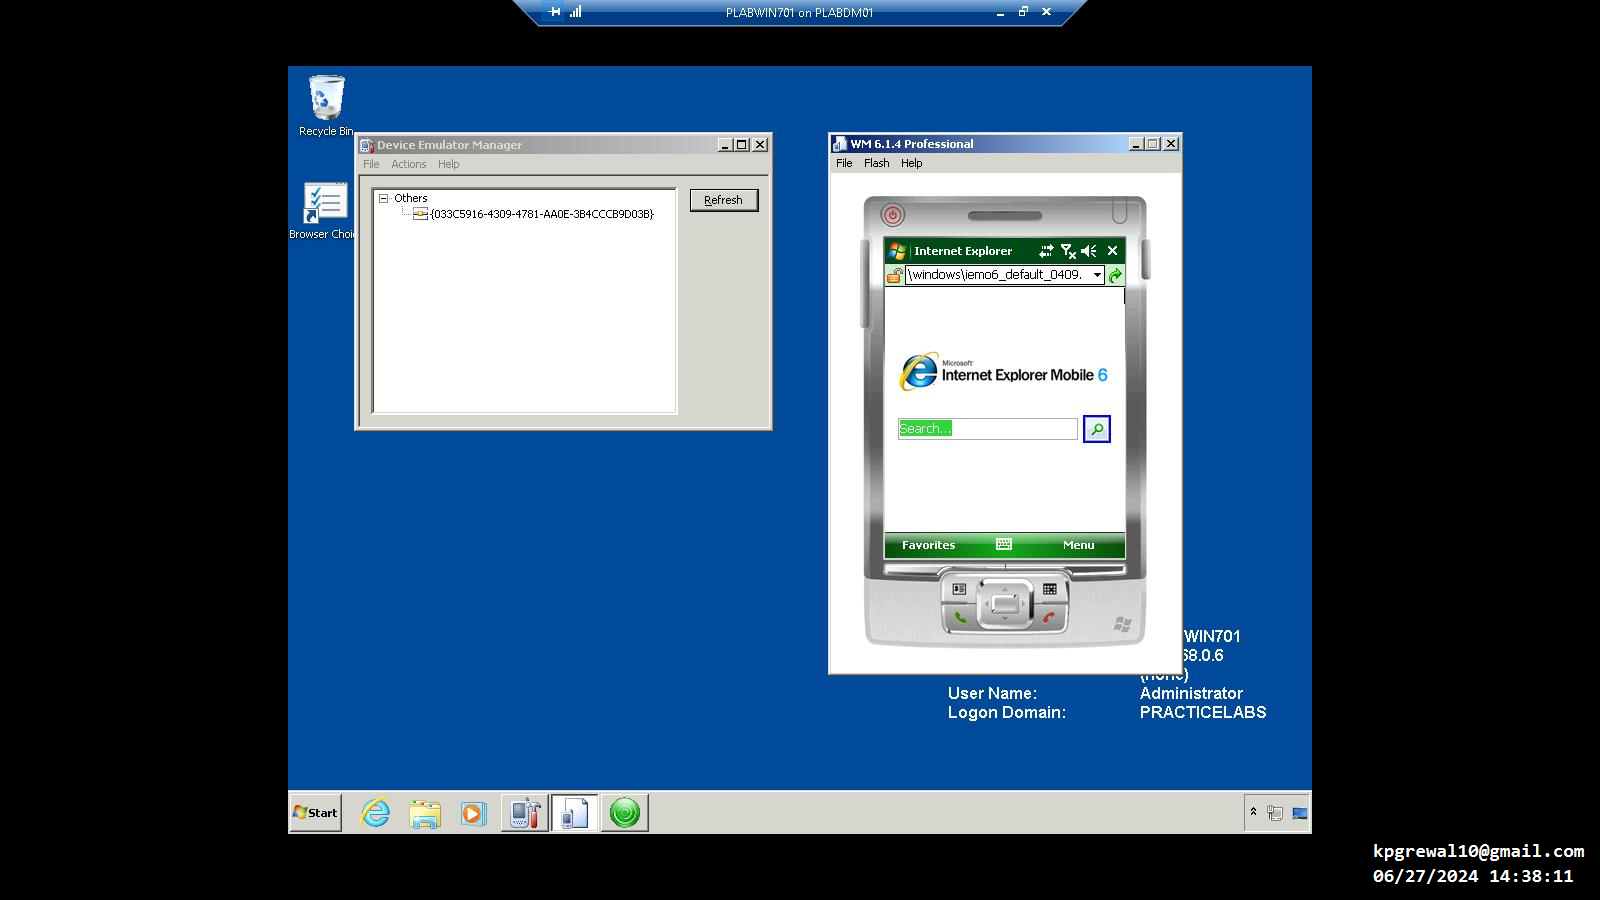 PLABWIN701 on PLABDM01
Recycle Bin
Browser Choi
Device Emulator Manager
File Actions Help
Others
{033C5916-4309-4781-AA0E-3B4CCCB9D03B}
Refresh
WM 6.1.4 Professional
File Flash Help
Internet Explorer
\windows\iemo6_default_0409.
Microsoft
Internet Explorer Mobile 6
Search...
Favorites Menu
WIN701
68.0.6
(none)
User Name: Administrator
Logon Domain: PRACTICELABS
Start
kpgrewal10@gmail.com
06/27/2024 14:38:11